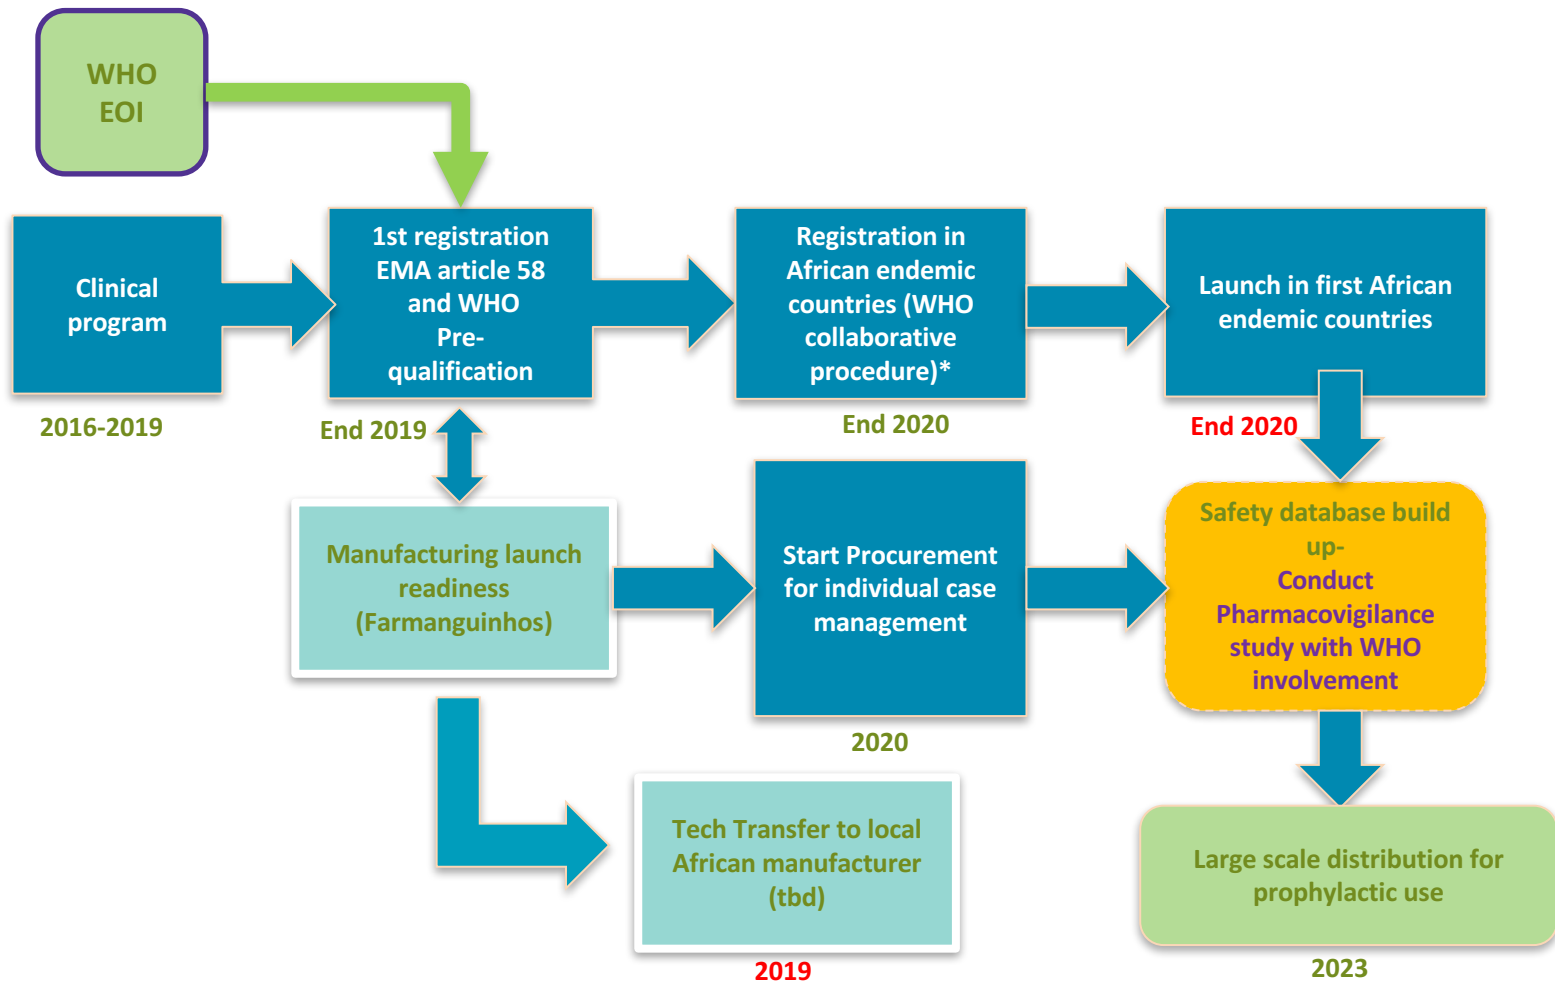 WHO
EOI
Clinical
program
2016-2019
1st registration
EMA article 58
and WHO
Pre-
qualification
End 2019
Registration in
African endemic
countries (WHO
collaborative
procedure)*
End 2020
Launch in first African
endemic countries
End 2020
Manufacturing launch
readiness
(Farmanguinhos)
Start Procurement
for individual case
management
2020
Safety database build
up-
Conduct
Pharmacovigilance
study with WHO
involvement
Tech Transfer to local
African manufacturer
(tbd)
2019
Large scale distribution for
prophylactic use
2023